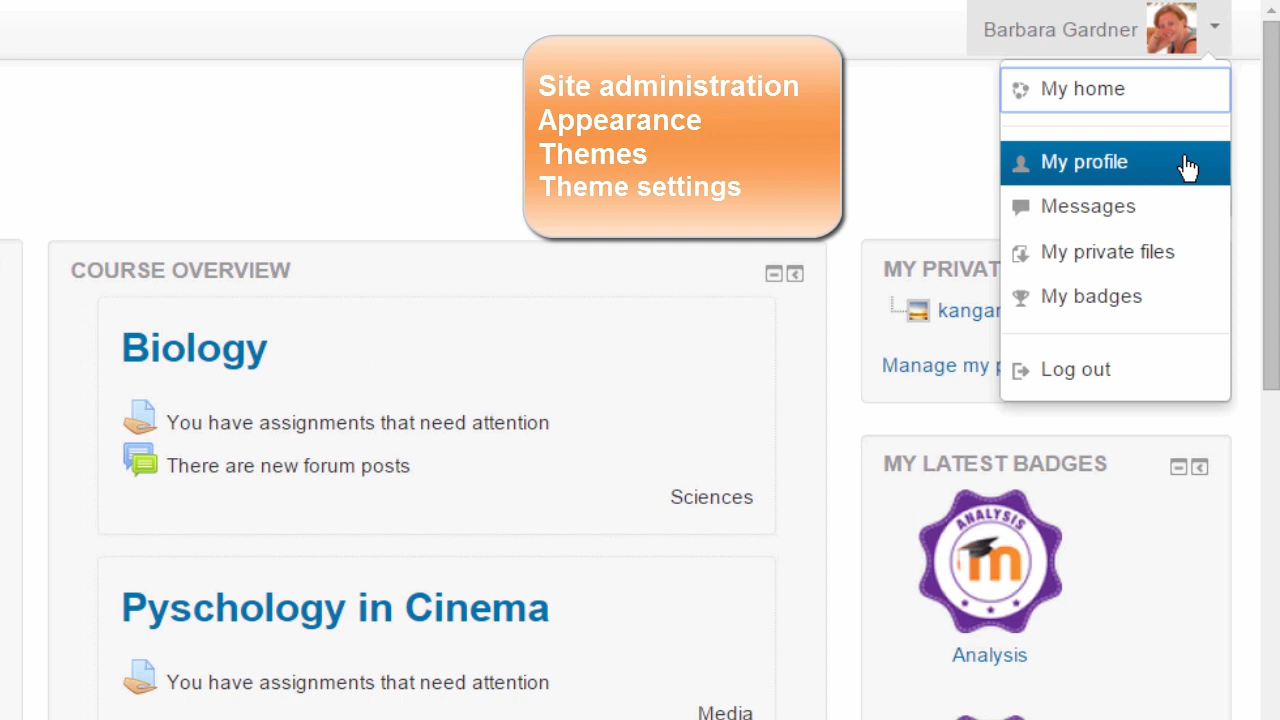 Barbara Gardner
Site administration
Appearance
Themes
Theme settings
My home
My profile
Messages
My private files
My badges
Log out
COURSE OVERVIEW
Biology
You have assignments that need attention
There are new forum posts
Sciences
Pyschology in Cinema
You have assignments that need attention
Media
MY PRIVAT
kangar
Manage my p
MY LATEST BADGES
ANALYSIS
m
Analysis